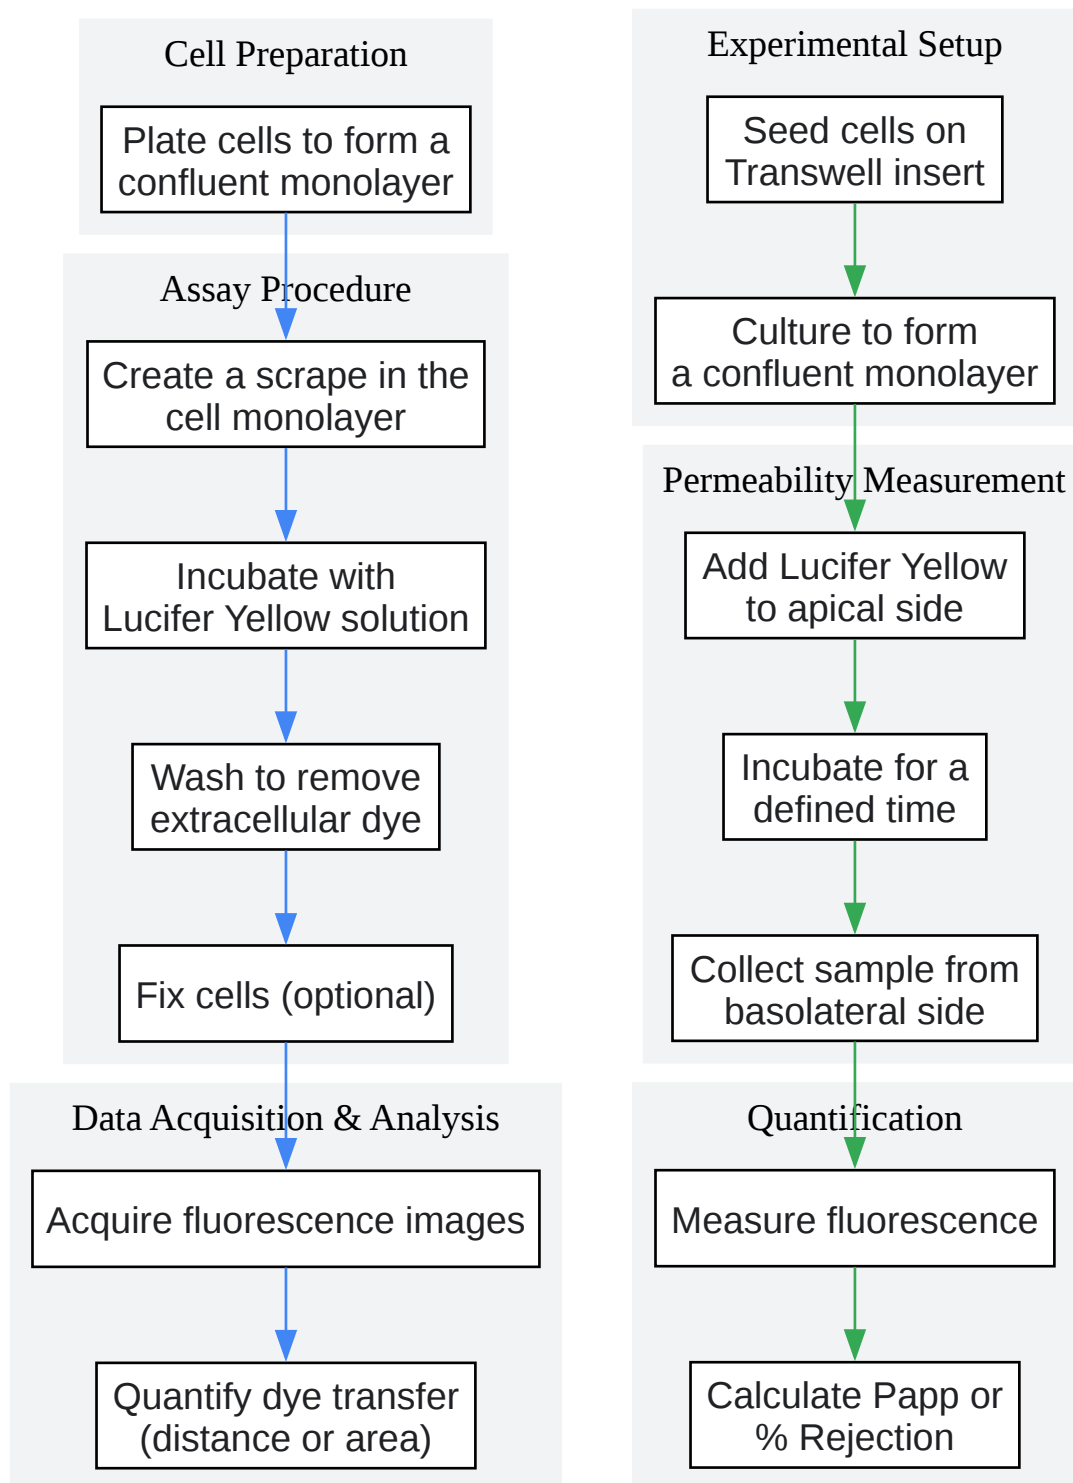 Cell Preparation
Plate cells to form a
confluent monolayer
Assay Procedure
Create a scrape in the
cell monolayer
Incubate with
Lucifer Yellow solution
Wash to remove
extracellular dye
Fix cells (optional)
Data Acquisition & Analysis
Acquire fluorescence images
Quantify dye transfer
(distance or area)
Experimental Setup
Seed cells on
Transwell insert
Culture to form
a confluent monolayer
Permeability Measurement
Add Lucifer Yellow
to apical side
Incubate for a
defined time
Collect sample from
basolateral side
Quantification
Measure fluorescence
Calculate Papp or
% Rejection